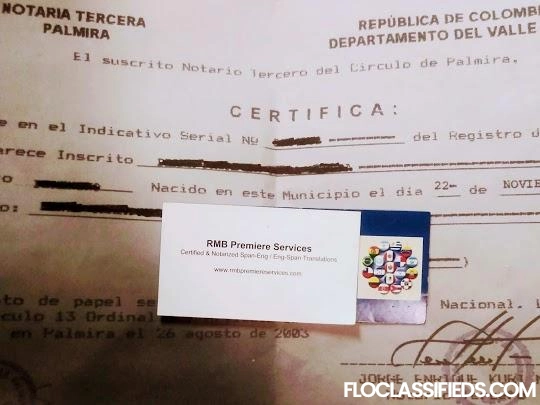 NOTARIA TERCERA
PALMIRA
REPÚBLICA DE COLOMB
DEPARTAMENTO DEL VALLE
El suscrito Notario Tercero del Círculo de Palmira,
CERTIFICA:
e en el Indicativo Serial Nº del Registro d
arece Inscrito
Nacido en este Municipio el dia 22- de NOVIE
o:
RMB Premiere Services
Certified & Notarized Span-Eng / Eng-Span Translations
www.rmbpremiereservices.com
to de papel se Nacional.
culo 13 Ordinal
en Palmira el 26 agosto de 2003
JORGE ENRIQUE
FLOCLASSIFIEDS.COM